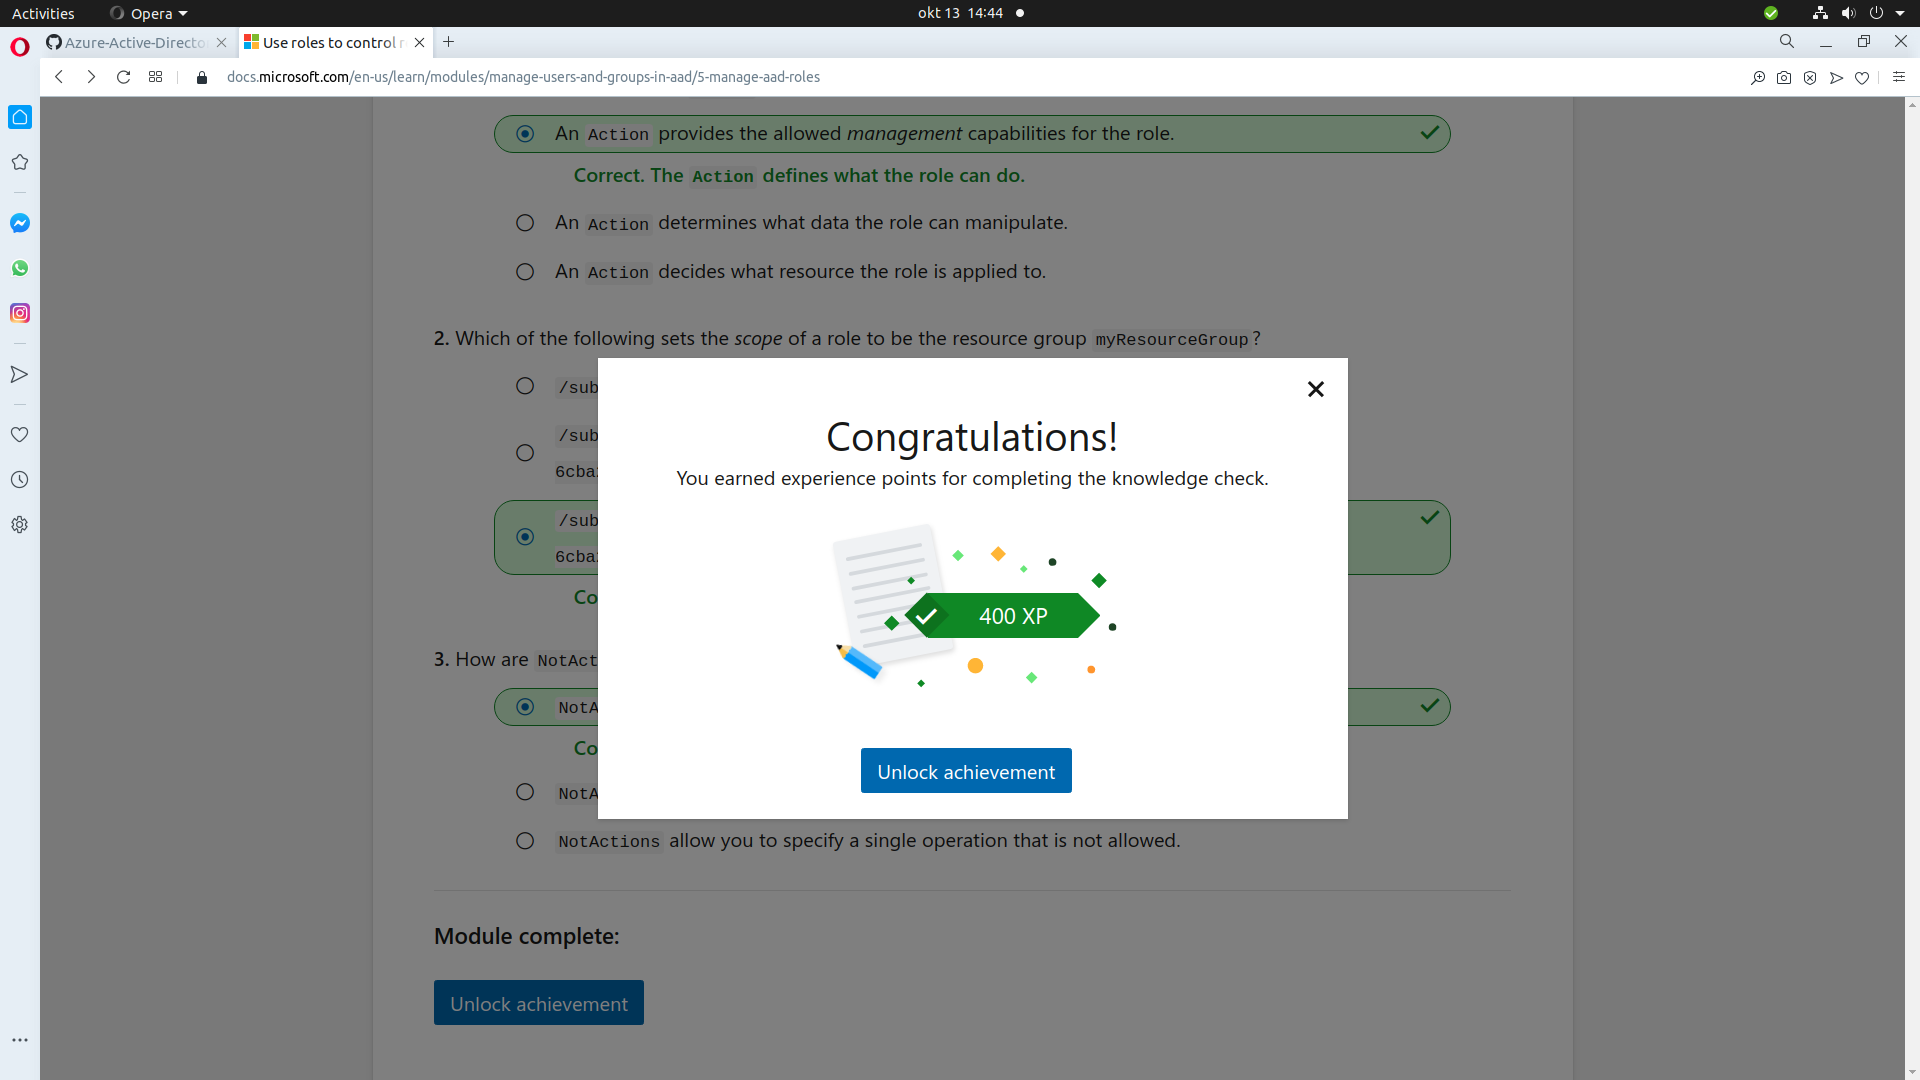 Activities
Opera
okt 13 14:44
Azure-Active-Directo
Use roles to control r
docs.microsoft.com/en-us/learn/modules/manage-users-and-groups-in-aad/5-manage-aad-roles
An Action provides the allowed management capabilities for the role.
Correct. The Action defines what the role can do.
An Action determines what data the role can manipulate.
An Action decides what resource the role is applied to.
2. Which of the following sets the scope of a role to be the resource group myResourceGroup?
/sub
/sub
6cba
/sub
6cba
Co
3. How are NotAct
NotA
Co
NotA
NotActions allow you to specify a single operation that is not allowed.
Congratulations!
You earned experience points for completing the knowledge check.
400 XP
Unlock achievement
Module complete:
Unlock achievement